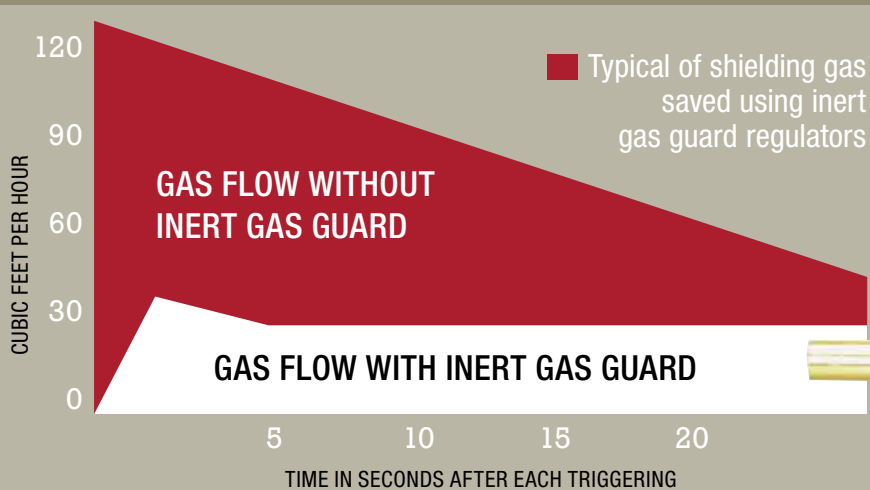 120
90
60
30
0
CUBIC FEET PER HOUR
Typical of shielding gas
saved using inert
gas guard regulators
GAS FLOW WITHOUT
INERT GAS GUARD
GAS FLOW WITH INERT GAS GUARD
5
10
15
20
TIME IN SECONDS AFTER EACH TRIGGERING